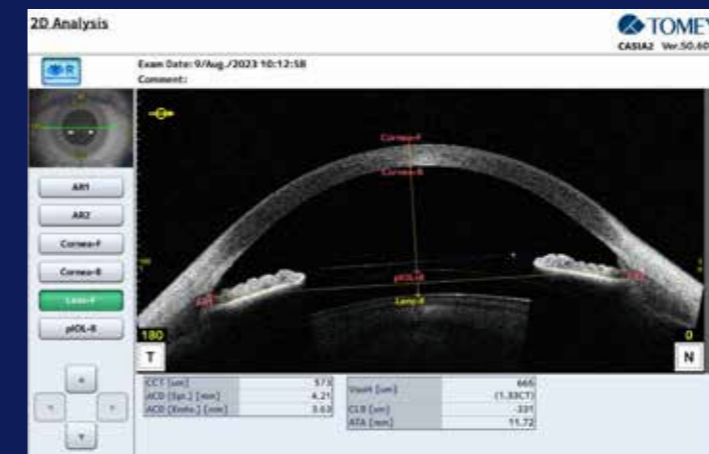 2D Analysis
TOMEY
CASIA2 Ver.50.60
R
Exam Date: 9/Aug./2023 10:12:58
Comment:
Cornea-F
Cornea-B
AR1
AR2
Cornea-F
Cornea-B
Lens-F
pIOL-B
pIOL-B
Lens-F
180
0
T
N
CCT [um] 573
ACD [Epi.] [mm] 4.21
ACD [Endo.] [mm] 3.63
Vault [um] 665
CLR [um] -331
ATA [mm] 11.72